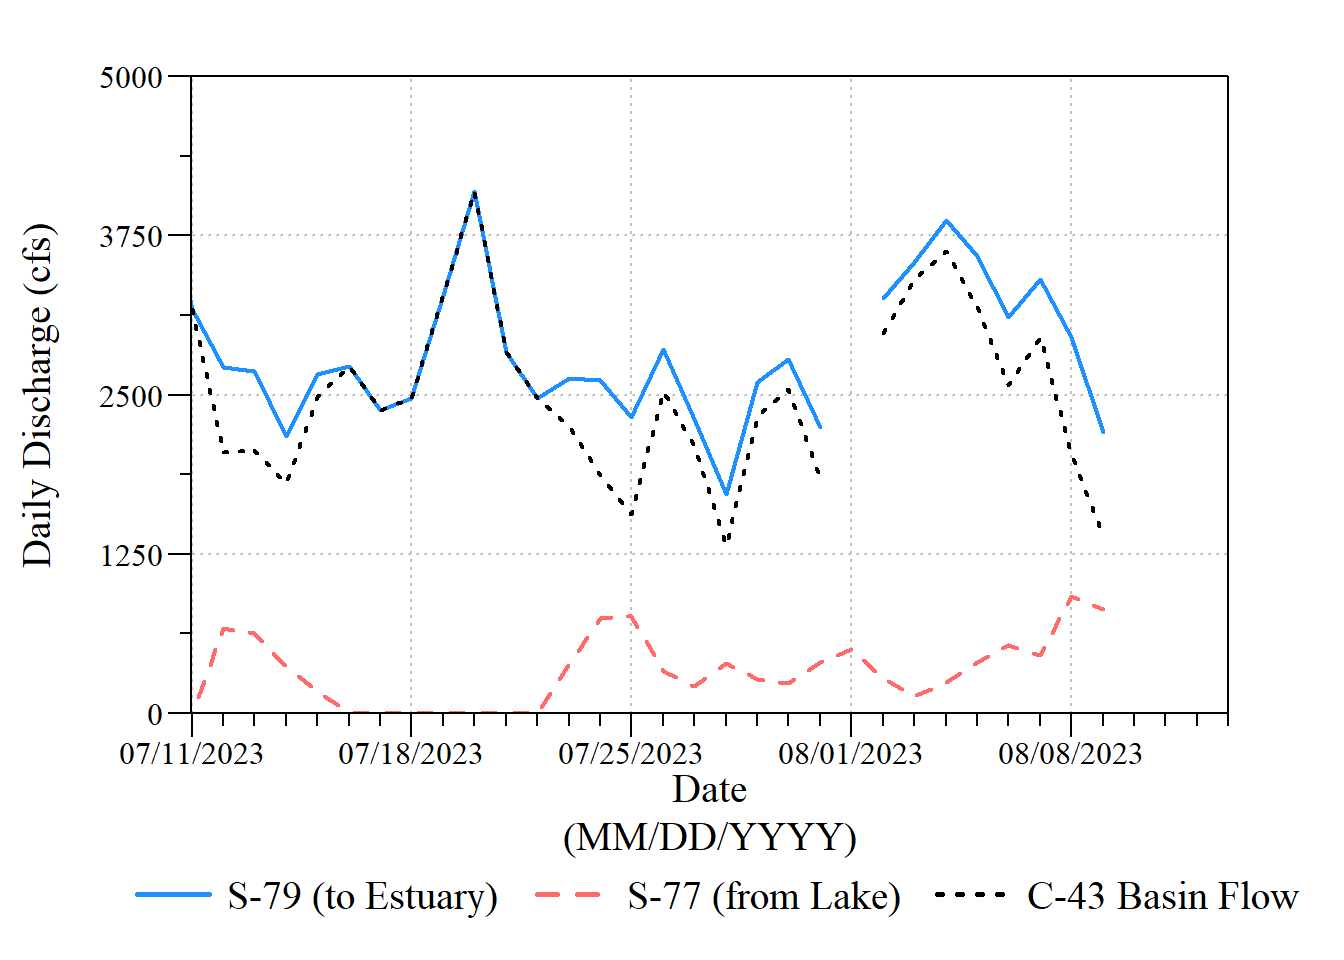 5000
3750
2500
1250
0
Daily Discharge (cfs)
07/11/2023 07/18/2023 07/25/2023 08/01/2023 08/08/2023
Date
(MM/DD/YYYY)
S-79 (to Estuary) S-77 (from Lake) C-43 Basin Flow